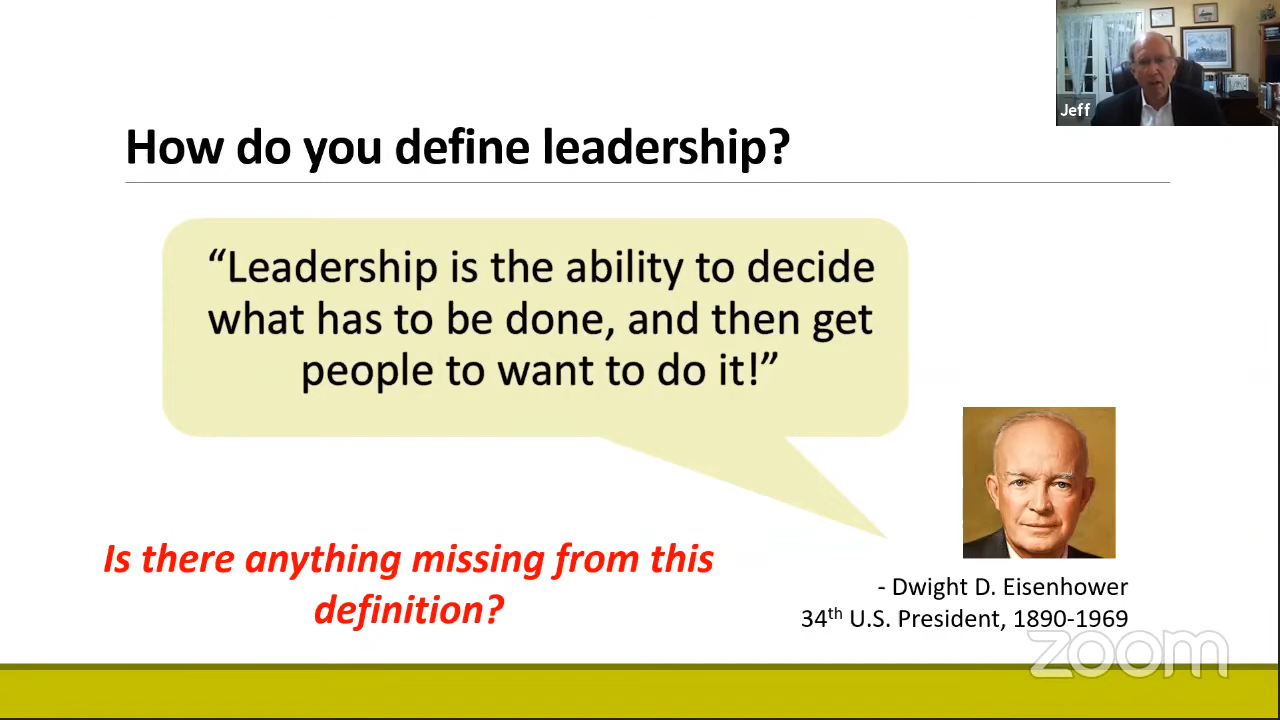 Jeff
How do you define leadership?
“Leadership is the ability to decide
what has to be done, and then get
people to want to do it!”
Is there anything missing from this
definition?
- Dwight D. Eisenhower
34th U.S. President, 1890-1969
zoom